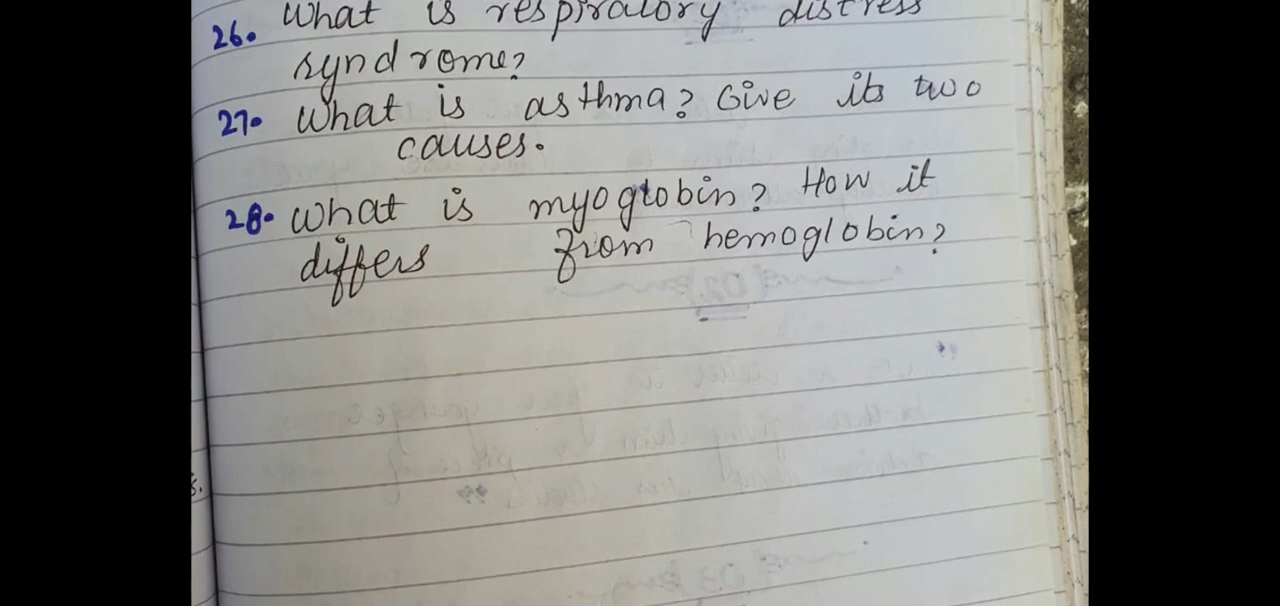 26. What is respiratory distress
syndrome?
27. What is asthma? Give its two
causes.
28. What is myoglobin? How it
differs from hemoglobin?